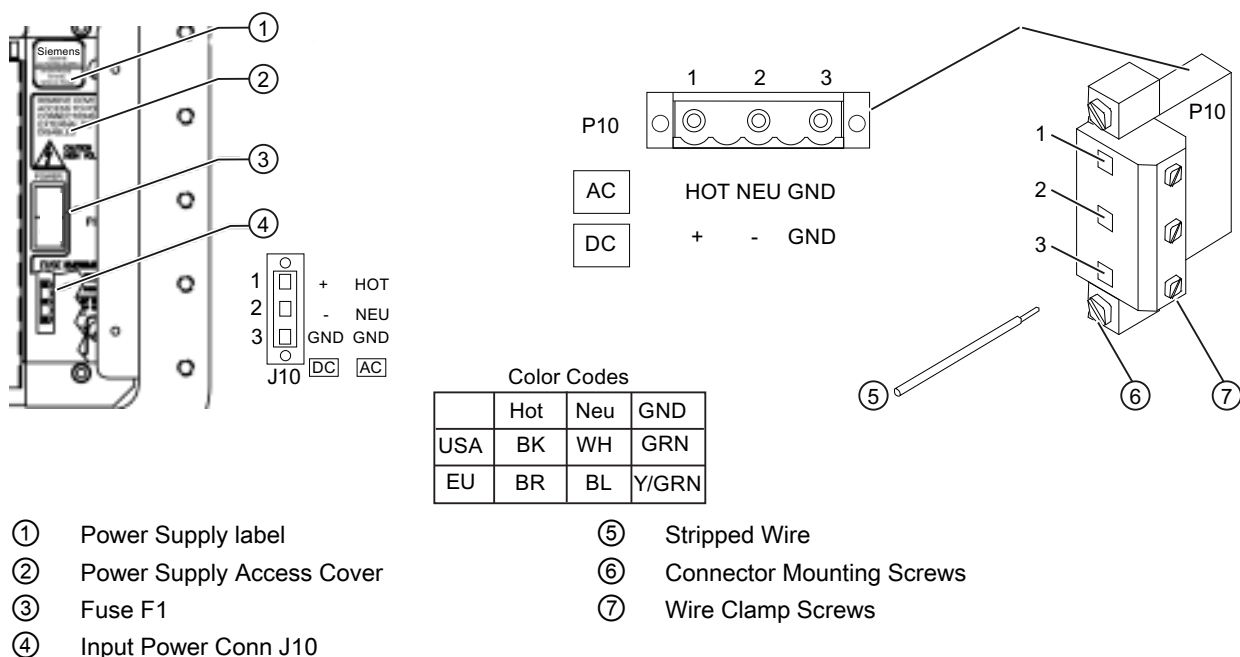 Siemens
①
②
③
④
REMOVE
POWER
FUSE
1 + HOT
2 - NEU
3 GND GND
J10 DC AC
1 2 3
P10
AC HOT NEU GND
DC + - GND
P10
1
2
3
⑤
⑥
⑦
Color Codes
Hot Neu GND
USA BK WH GRN
EU BR BL Y/GRN
① Power Supply label
② Power Supply Access Cover
③ Fuse F1
④ Input Power Conn J10
⑤ Stripped Wire
⑥ Connector Mounting Screws
⑦ Wire Clamp Screws